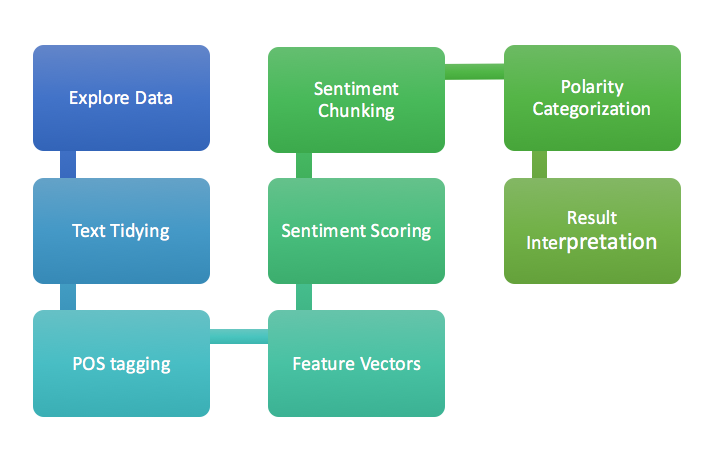 Explore Data
Text Tidying
POS tagging
Feature Vectors
Sentiment Scoring
Sentiment
Chunking
Polarity
Categorization
Result
Interpretation